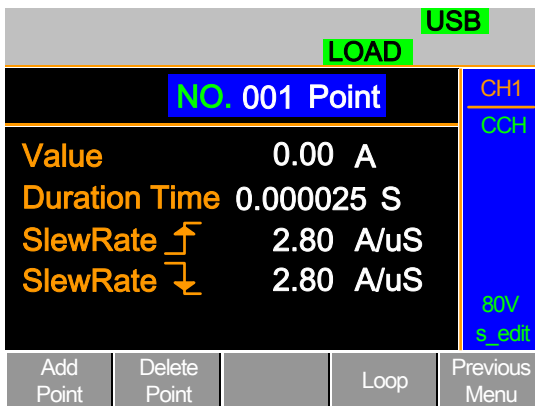 USB
LOAD
NO. 001 Point
CH1
CCH
Value 0.00 A
Duration Time 0.000025 S
SlewRate 2.80 A/uS
SlewRate 2.80 A/uS
80V
s_edit
Add Point
Delete Point
Loop
Previous Menu